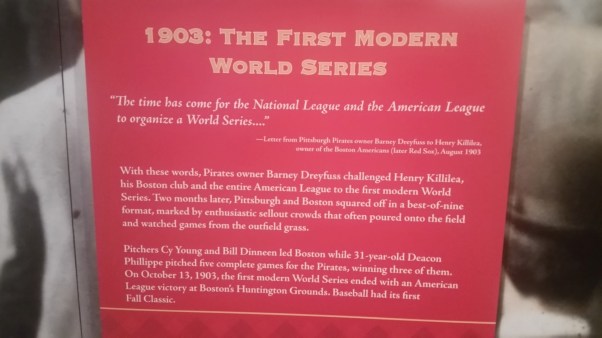 1903: The First Modern
World Series
"The time has come for the National League and the American League
to organize a World Series...."
—Letter from Pittsburgh Pirates owner Barney Dreyfuss to Henry Killilea,
owner of the Boston Americans (later Red Sox), August 1903
With these words, Pirates owner Barney Dreyfuss challenged Henry Killilea,
his Boston club and the entire American League to the first modern World
Series. Two months later, Pittsburgh and Boston squared off in a best-of-nine
format, marked by enthusiastic sellout crowds that often poured onto the field
and watched games from the outfield grass.
Pitchers Cy Young and Bill Dinneen led Boston while 31-year-old Deacon
Phillippe pitched five complete games for the Pirates, winning three of them.
On October 13, 1903, the first modern World Series ended with an American
League victory at Boston's Huntington Grounds. Baseball had its first
Fall Classic.